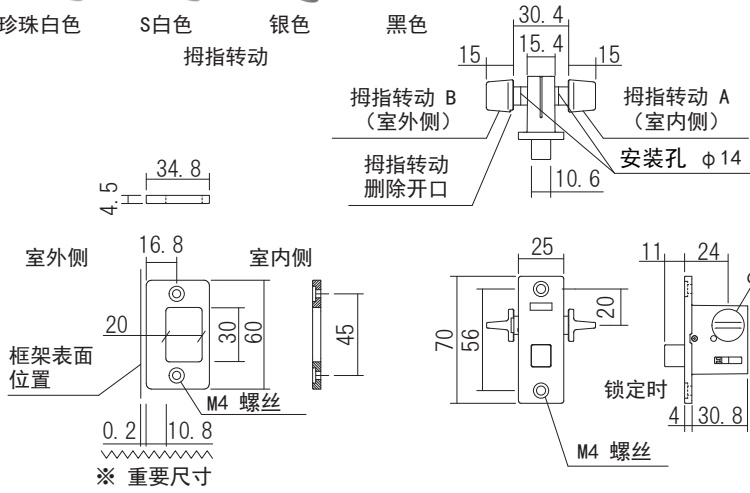 珍珠白色 S白色 银色 黑色
拇指转动
30.4
15 15.4 15
拇指转动 B
（室外侧）
拇指转动 A
（室内侧）
拇指转动
删除开口
安装孔 φ14
10.6
34.8
4.5
室外侧 16.8 室内侧
20 30 60 45
框架表面
位置
M4 螺丝
0.2 10.8
※ 重要尺寸
25 11 24
20
70 56
锁定时
4 30.8
M4 螺丝